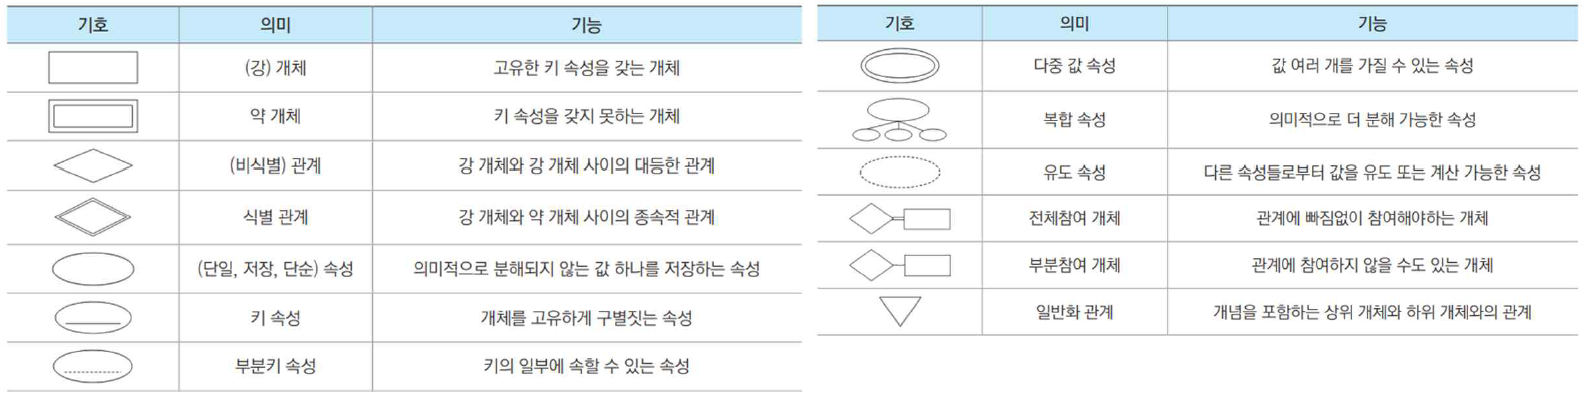 기호 의미 기능
(강) 개체 고유한 키 속성을 갖는 개체
약 개체 키 속성을 갖지 못하는 개체
(비식별) 관계 강 개체와 강 개체 사이의 대등한 관계
식별 관계 강 개체와 약 개체 사이의 종속적 관계
(단일, 저장, 단순) 속성 의미적으로 분해되지 않는 값 하나를 저장하는 속성
키 속성 개체를 고유하게 구별짓는 속성
부분키 속성 키의 일부에 속할 수 있는 속성
기호 의미 기능
다중 값 속성 값 여러 개를 가질 수 있는 속성
복합 속성 의미적으로 더 분해 가능한 속성
유도 속성 다른 속성들로부터 값을 유도 또는 계산 가능한 속성
전체참여 개체 관계에 빠짐없이 참여해야하는 개체
부분참여 개체 관계에 참여하지 않을 수도 있는 개체
일반화 관계 개념을 포함하는 상위 개체와 하위 개체와의 관계